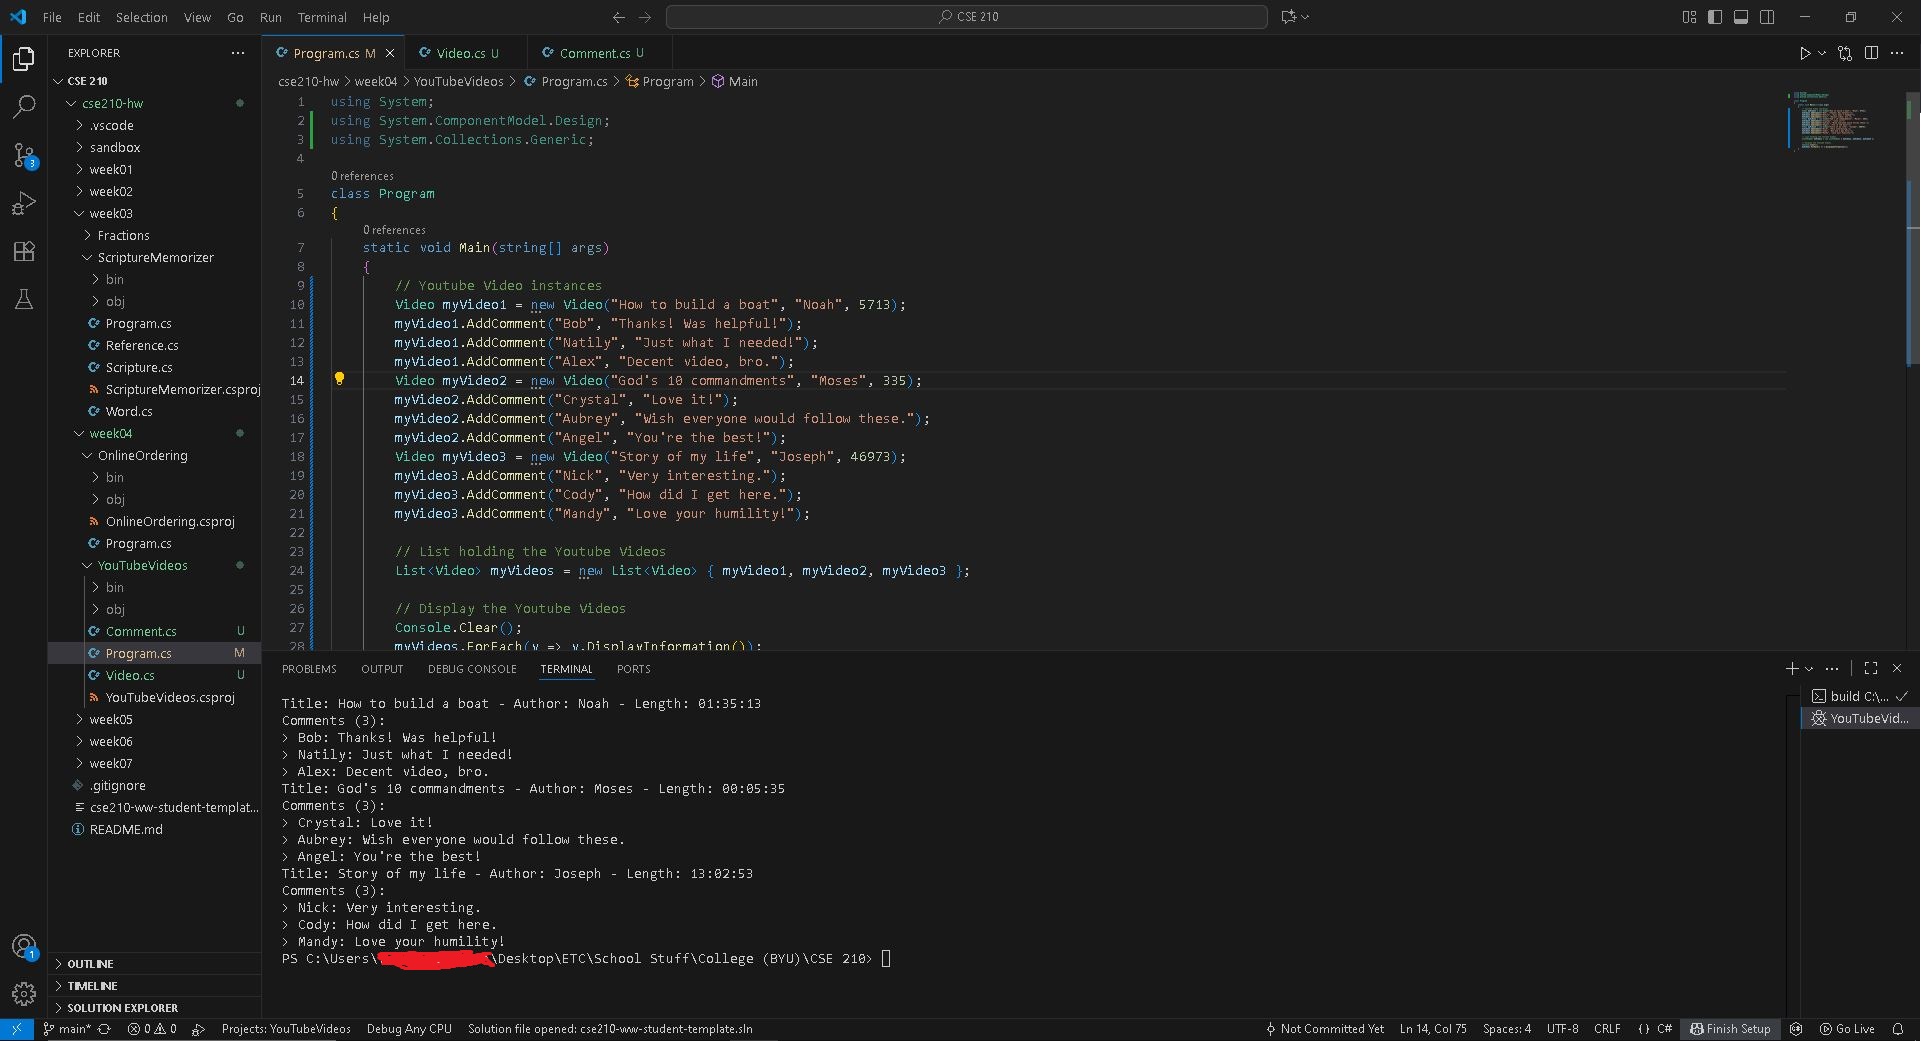 File Edit Selection View Go Run Terminal Help
CSE 210
EXPLORER
CSE 210
cse210-hw
.vscode
sandbox
week01
week02
week03
Fractions
ScriptureMemorizer
bin
obj
Program.cs
Reference.cs
Scripture.cs
ScriptureMemorizer.csproj
Word.cs
week04
OnlineOrdering
bin
obj
OnlineOrdering.csproj
Program.cs
YouTubeVideos
bin
obj
Comment.cs U
Program.cs M
Video.cs U
YouTubeVideos.csproj
week05
week06
week07
.gitignore
cse210-ww-student-templat...
README.md
OUTLINE
TIMELINE
SOLUTION EXPLORER
3
1
Program.cs M Video.cs U Comment.cs U
cse210-hw > week04 > YouTubeVideos > Program.cs > Program > Main
1 using System;
2 using System.ComponentModel.Design;
3 using System.Collections.Generic;
4
0 references
5 class Program
6 {
0 references
7 static void Main(string[] args)
8 {
9 // Youtube Video instances
10 Video myVideo1 = new Video("How to build a boat", "Noah", 5713);
11 myVideo1.AddComment("Bob", "Thanks! Was helpful!");
12 myVideo1.AddComment("Natily", "Just what I needed!");
13 myVideo1.AddComment("Alex", "Decent video, bro.");
14 Video myVideo2 = new Video("God's 10 commandments", "Moses", 335);
15 myVideo2.AddComment("Crystal", "Love it!");
16 myVideo2.AddComment("Aubrey", "Wish everyone would follow these.");
17 myVideo2.AddComment("Angel", "You're the best!");
18 Video myVideo3 = new Video("Story of my life", "Joseph", 46973);
19 myVideo3.AddComment("Nick", "Very interesting.");
20 myVideo3.AddComment("Cody", "How did I get here.");
21 myVideo3.AddComment("Mandy", "Love your humility!");
22
23 // List holding the Youtube Videos
24 List<Video> myVideos = new List<Video> { myVideo1, myVideo2, myVideo3 };
25
26 // Display the Youtube Videos
27 Console.Clear();
28 myVideos.ForEach(v => v.DisplayInformation());
PROBLEMS OUTPUT DEBUG CONSOLE TERMINAL PORTS
Title: How to build a boat - Author: Noah - Length: 01:35:13
Comments (3):
> Bob: Thanks! Was helpful!
> Natily: Just what I needed!
> Alex: Decent video, bro.
Title: God's 10 commandments - Author: Moses - Length: 00:05:35
Comments (3):
> Crystal: Love it!
> Aubrey: Wish everyone would follow these.
> Angel: You're the best!
Title: Story of my life - Author: Joseph - Length: 13:02:53
Comments (3):
> Nick: Very interesting.
> Cody: How did I get here.
> Mandy: Love your humility!
PS C:\Users\ \Desktop\ETC\School Stuff\College (BYU)\CSE 210>
build C:\...
YouTubeVid...
main* 0 0 Projects: YouTubeVideos Debug Any CPU Solution file opened: cse210-ww-student-template.sln Not Committed Yet Ln 14, Col 75 Spaces: 4 UTF-8 CRLF {} C# Finish Setup Go Live